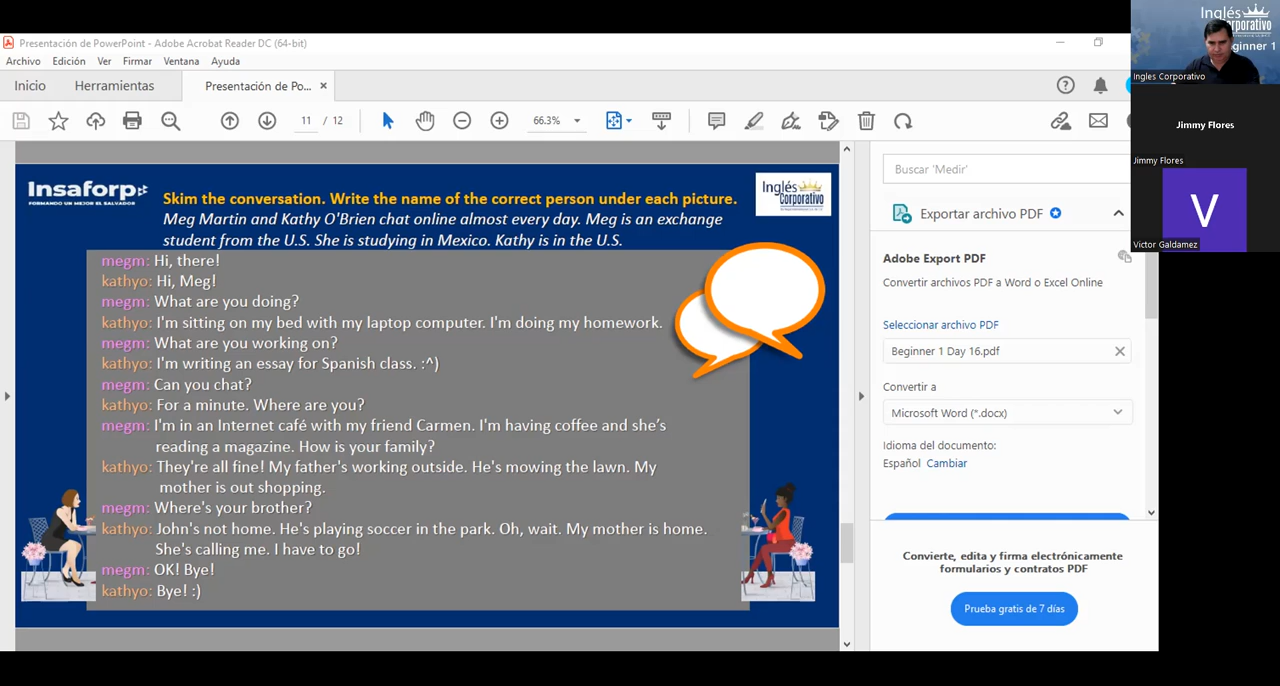 Presentación de PowerPoint - Adobe Acrobat Reader DC (64-bit)
Archivo Edición Ver Firmar Ventana Ayuda
Inicio Herramientas Presentación de Po... ×
11 / 12 66.3%
Insaforp
FORMANDO UN MEJOR EL SALVADOR
Skim the conversation. Write the name of the correct person under each picture.
Meg Martin and Kathy O'Brien chat online almost every day. Meg is an exchange
student from the U.S. She is studying in Mexico. Kathy is in the U.S.
Inglés
Corporativo
megm: Hi, there!
kathyo: Hi, Meg!
megm: What are you doing?
kathyo: I'm sitting on my bed with my laptop computer. I'm doing my homework.
megm: What are you working on?
kathyo: I'm writing an essay for Spanish class. :^)
megm: Can you chat?
kathyo: For a minute. Where are you?
megm: I'm in an Internet café with my friend Carmen. I'm having coffee and she's
reading a magazine. How is your family?
kathyo: They're all fine! My father's working outside. He's mowing the lawn. My
mother is out shopping.
megm: Where's your brother?
kathyo: John's not home. He's playing soccer in the park. Oh, wait. My mother is home.
She's calling me. I have to go!
megm: OK! Bye!
kathyo: Bye! :)
Buscar 'Medir'
Exportar archivo PDF
Adobe Export PDF
Convertir archivos PDF a Word o Excel Online
Seleccionar archivo PDF
Beginner 1 Day 16.pdf
Convertir a
Microsoft Word (*.docx)
Idioma del documento:
Español Cambiar
Convierte, edita y firma electrónicamente
formularios y contratos PDF
Prueba gratis de 7 días
Inglés
inner 1
Ingles Corporativo
Jimmy Flores
Jimmy Flores
V
Victor Galdamez